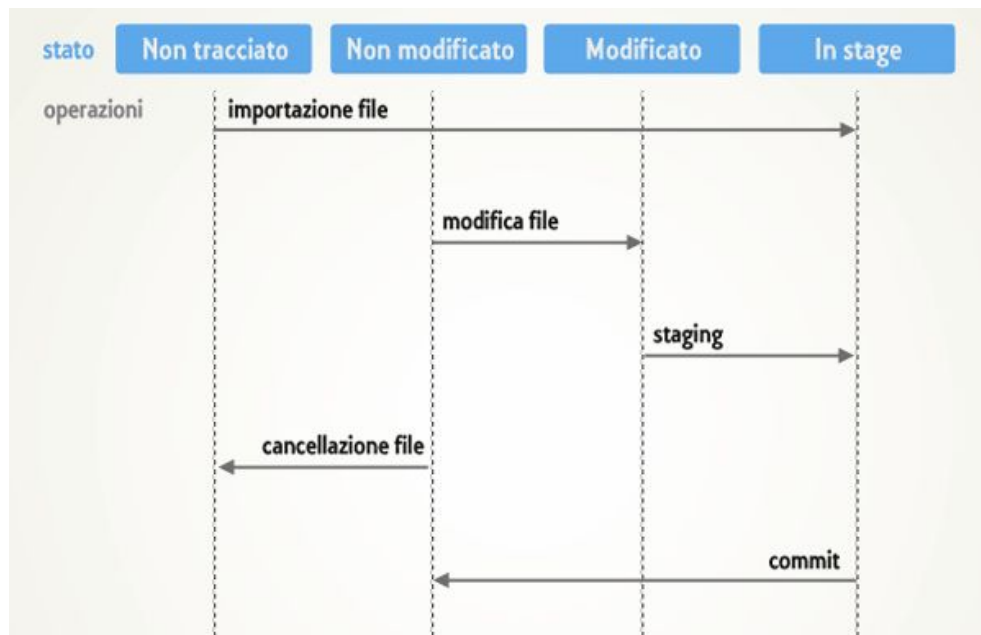 stato Non tracciato Non modificato Modificato In stage
operazioni importazione file
modifica file
staging
cancellazione file
commit